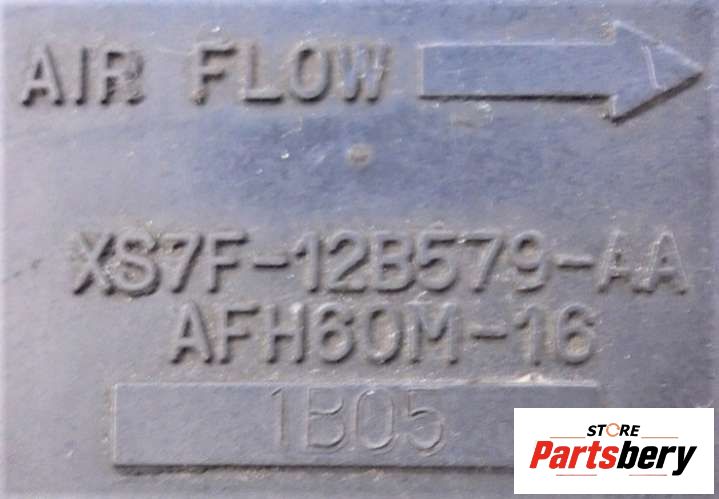 AIR FLOW
XS7F-12B579-AA
AFH60M-16
1B05
STORE
Partsbery